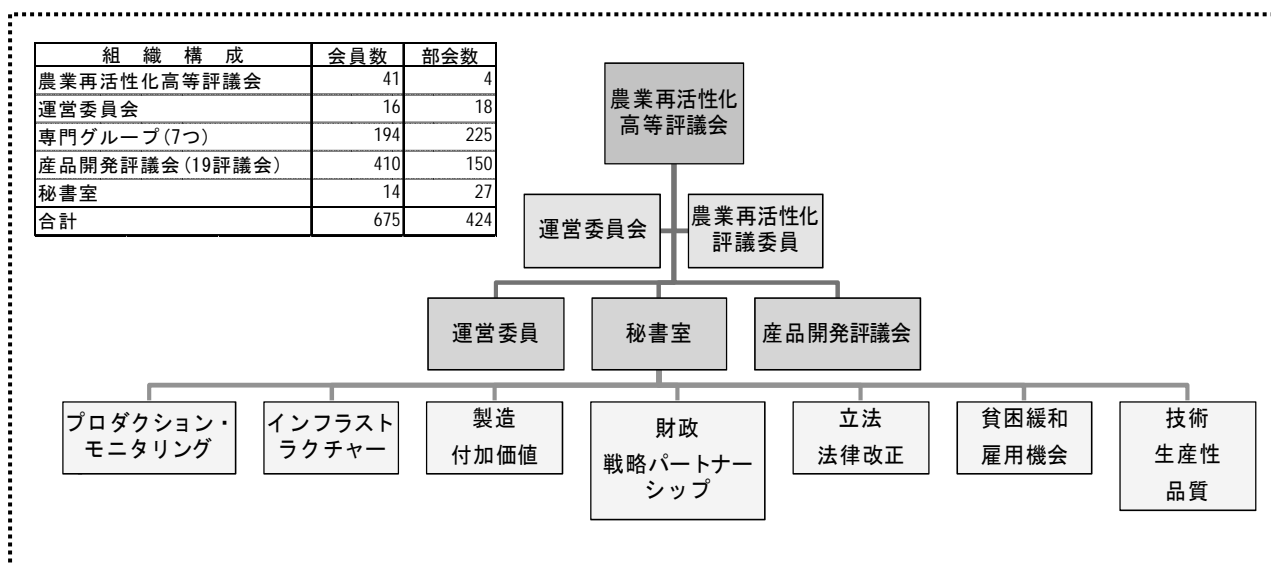 組織構成 会員数 部会数
農業再活性化高等評議会 41 4
運営委員会 16 18
専門グループ(7つ) 194 225
産品開発評議会(19評議会) 410 150
秘書室 14 27
合計 675 424
農業再活性化
高等評議会
運営委員会
農業再活性化
評議委員
運営委員
秘書室
産品開発評議会
プロダクション・
モニタリング
インフラスト
ラクチャー
製造
付加価値
財政
戦略パートナー
シップ
立法
法律改正
貧困緩和
雇用機会
技術
生産性
品質